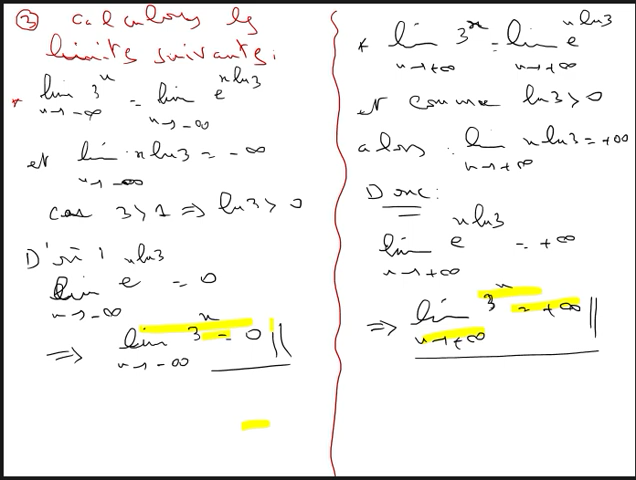 ③ calculons les
limites suivantes.
* lim 3^x = lim e^{x ln3}
x→-∞ x→-∞
et lim x ln3 = -∞
x→-∞
car 3>1 ⇒ ln3 > 0
D'où
lim e^{x ln3} = 0
x→-∞
⇒ lim 3^x = 0
x→-∞
* lim 3^x = lim e^{x ln3}
x→+∞ x→+∞
et comme ln3 > 0
alors : lim x ln3 = +∞
x→+∞
Donc:
lim e^{x ln3} = +∞
x→+∞
⇒ lim 3^x = +∞
x→+∞